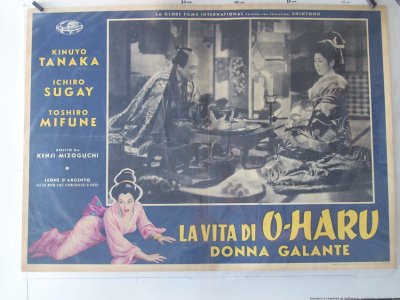 LA GLOBE FILMS INTERNATIONAL
SHINTOHO
KINUYO
TANAKA
ICHIRO
SUGAY
TOSHIRO
MIFUNE
DIRETTO DA
KENJI MIZOGUCHI
LEONE D'ARGENTO
LA VITA DI O-HARU
DONNA GALANTE